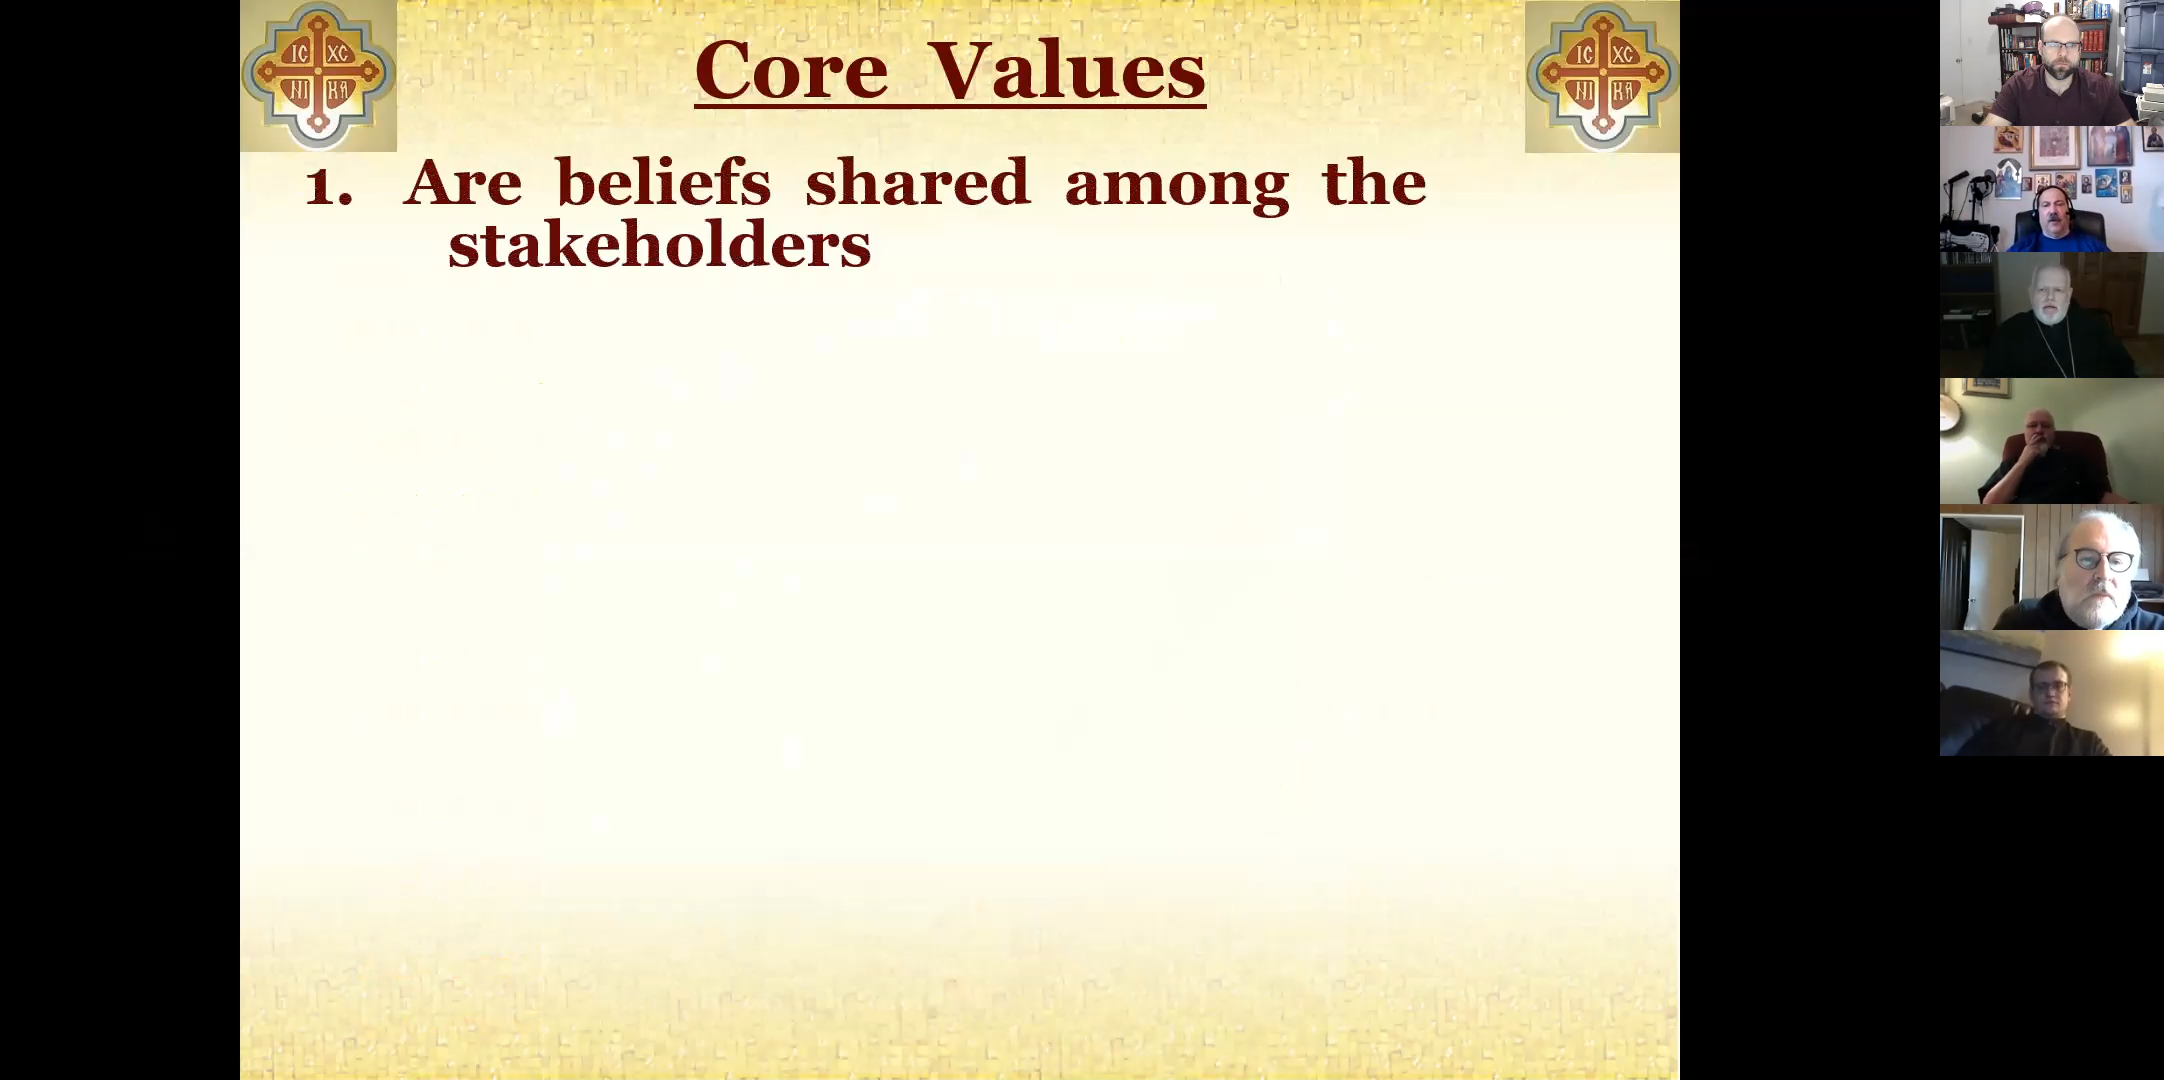 Core Values
IC XC
NI KA
IC XC
NI KA
1. Are beliefs shared among the
stakeholders